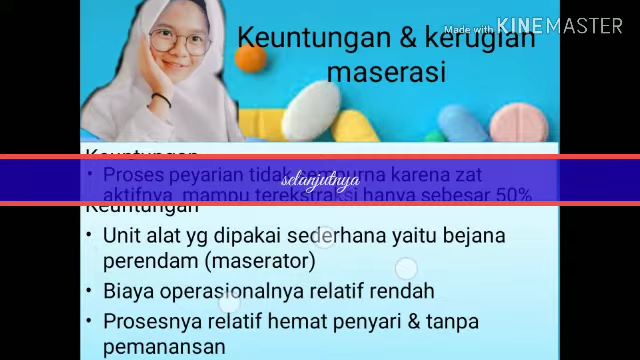 Made with KINEMASTER
Keuntungan & kerugian
maserasi
Keuntungan
• Proses peyarian tidak sempurna karena zat
selanjutnya
aktifnya mampu terekstraksi hanya sebesar 50%
Keuntungan
• Unit alat yg dipakai sederhana yaitu bejana
perendam (maserator)
• Biaya operasionalnya relatif rendah
• Prosesnya relatif hemat penyari & tanpa
pemanansan